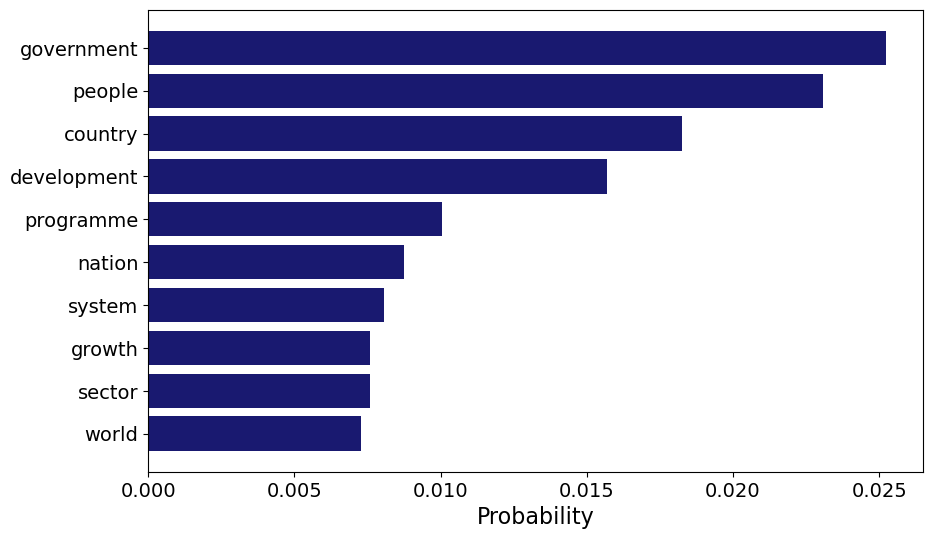 government
people
country
development
programme
nation
system
growth
sector
world
0.000 0.005 0.010 0.015 0.020 0.025
Probability